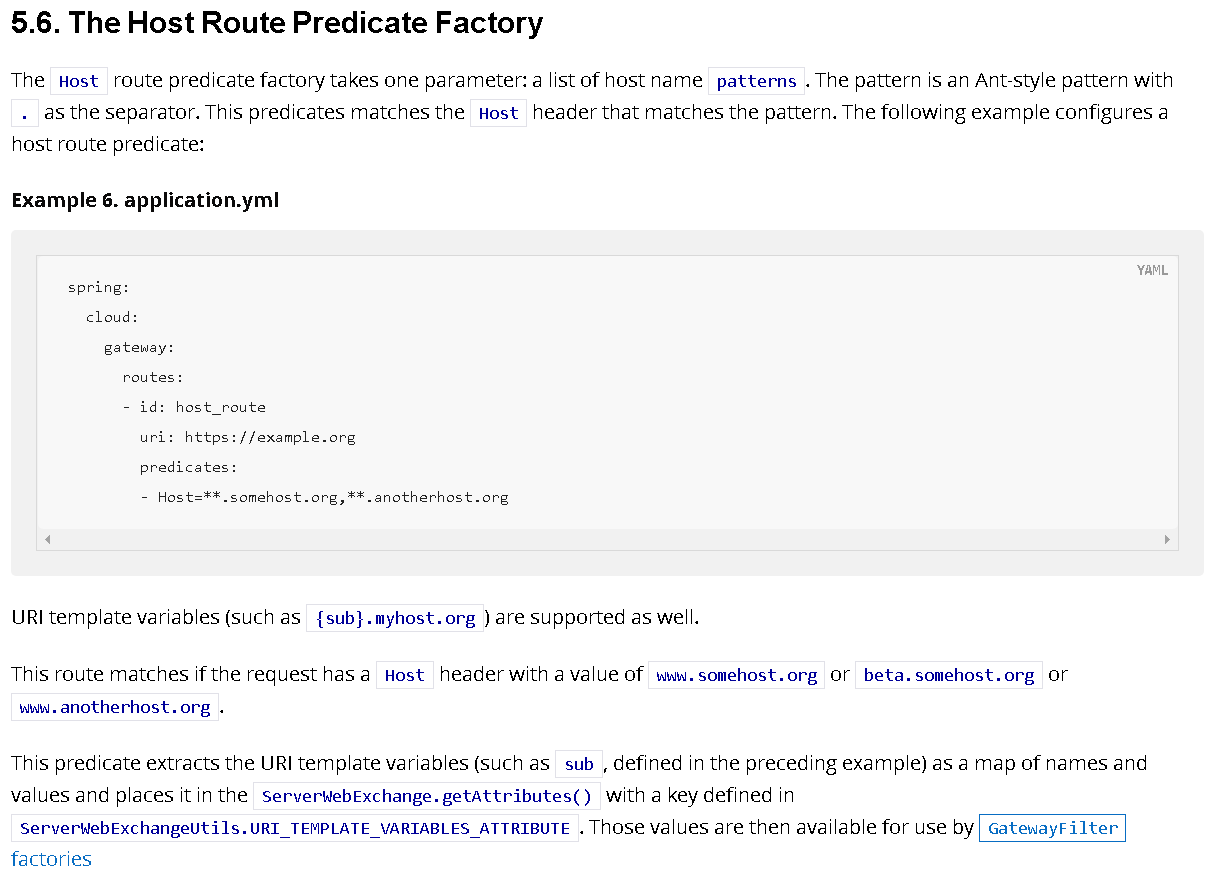 5.6. The Host Route Predicate Factory
The Host route predicate factory takes one parameter: a list of host name patterns. The pattern is an Ant-style pattern with
. as the separator. This predicates matches the Host header that matches the pattern. The following example configures a
host route predicate:
Example 6. application.yml
YAML
spring:
  cloud:
    gateway:
      routes:
      - id: host_route
        uri: https://example.org
        predicates:
        - Host=**.somehost.org,**.anotherhost.org
URI template variables (such as {sub}.myhost.org) are supported as well.
This route matches if the request has a Host header with a value of www.somehost.org or beta.somehost.org or
www.anotherhost.org.
This predicate extracts the URI template variables (such as sub, defined in the preceding example) as a map of names and
values and places it in the ServerWebExchange.getAttributes() with a key defined in
ServerWebExchangeUtils.URI_TEMPLATE_VARIABLES_ATTRIBUTE. Those values are then available for use by GatewayFilter
factories